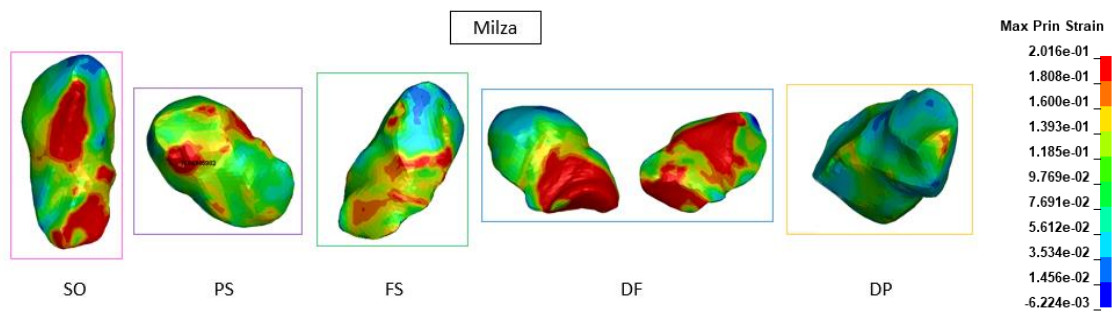 Milza
Max Prin Strain
2.016e-01
1.808e-01
1.600e-01
1.393e-01
1.185e-01
9.769e-02
7.691e-02
5.612e-02
3.534e-02
1.456e-02
-6.224e-03
SO
PS
FS
DF
DP